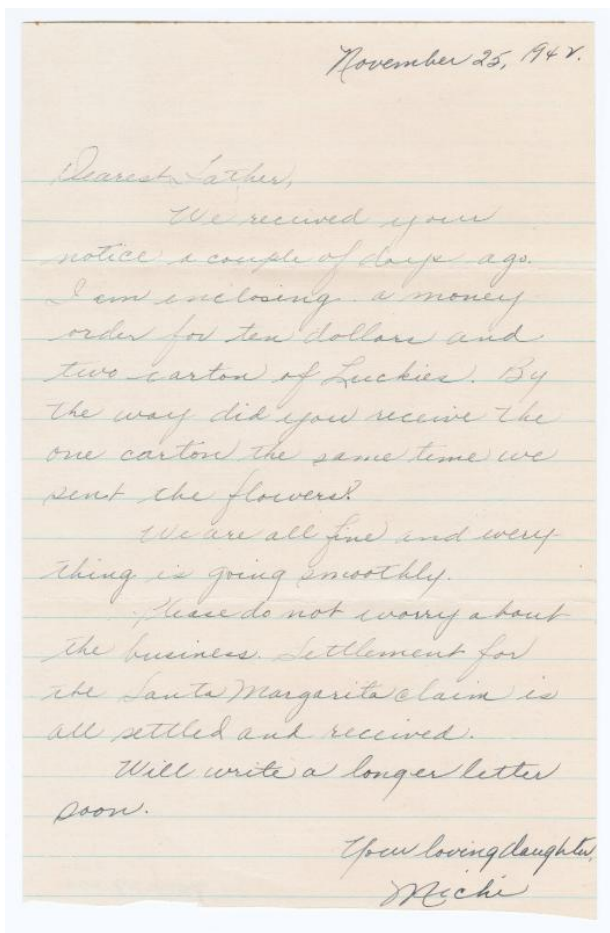 November 25, 1942.
Dearest Father,
We received your
notice a couple of days ago.
I am enclosing a money
order for ten dollars and
two carton of Luckies. By
the way did you receive the
one carton the same time we
sent the flowers?
We are all fine and every-
thing is going smoothly.
Please do not worry about
the business. Settlement for
the Santa Margarita claim is
all settled and received.
Will write a longer letter
soon.
Your loving daughter,
Michi